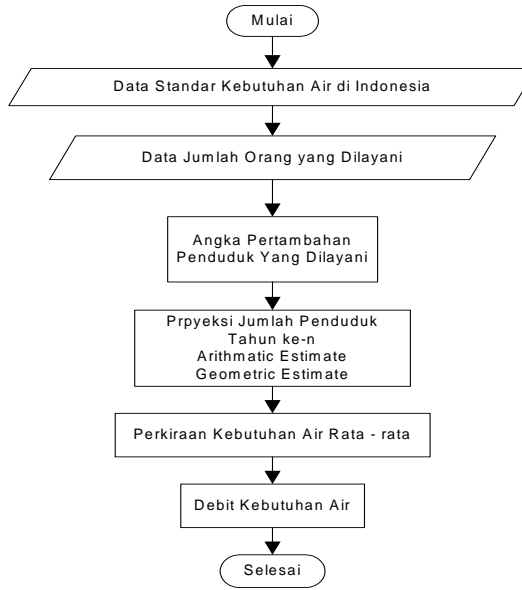 Mulai
Data Standar Kebutuhan Air di Indonesia
Data Jumlah Orang yang Dilayani
Angka Pertambahan
Penduduk Yang Dilayani
Prpyeksi Jumlah Penduduk
Tahun ke-n
Arithmatic Estimate
Geometric Estimate
Perkiraan Kebutuhan Air Rata - rata
Debit Kebutuhan Air
Selesai